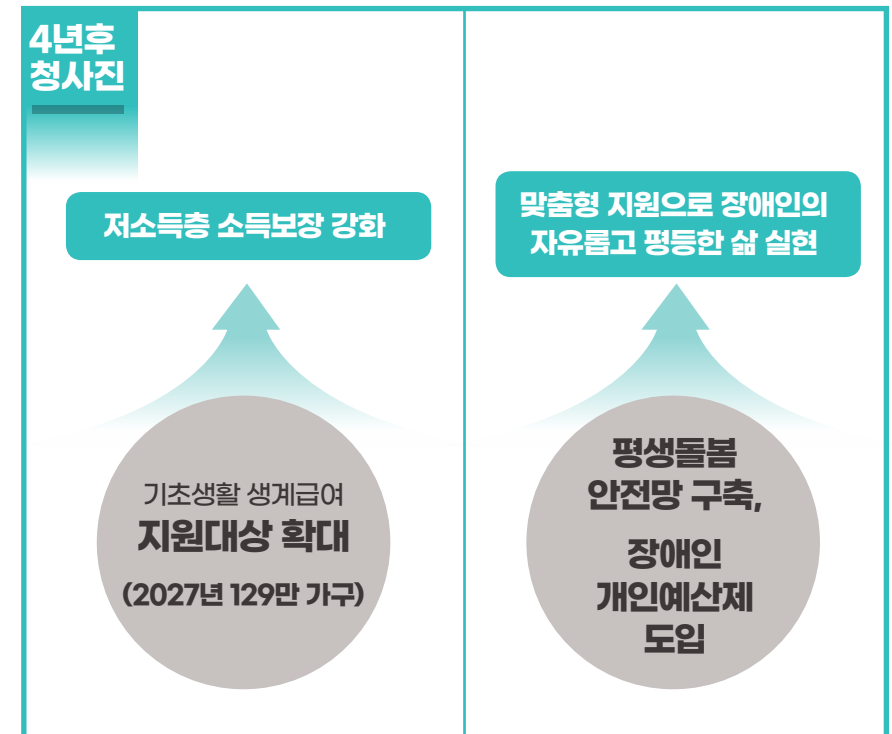 4년후
청사진
저소득층 소득보장 강화
기초생활 생계급여
지원대상 확대
(2027년 129만 가구)
맞춤형 지원으로 장애인의
자유롭고 평등한 삶 실현
평생돌봄
안전망 구축,
장애인
개인예산제
도입